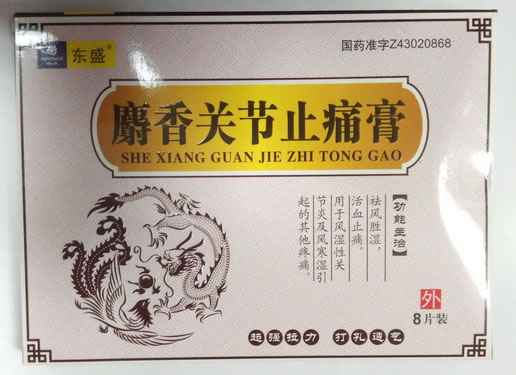 东盛®
国药准字Z43020868
麝香关节止痛膏
SHE XIANG GUAN JIE ZHI TONG GAO
【功能主治】
祛风胜湿，
活血止痛。
用于风湿性关
节炎及风寒湿引
起的其他疼痛。
外
8片装
超强拉力 打孔透气